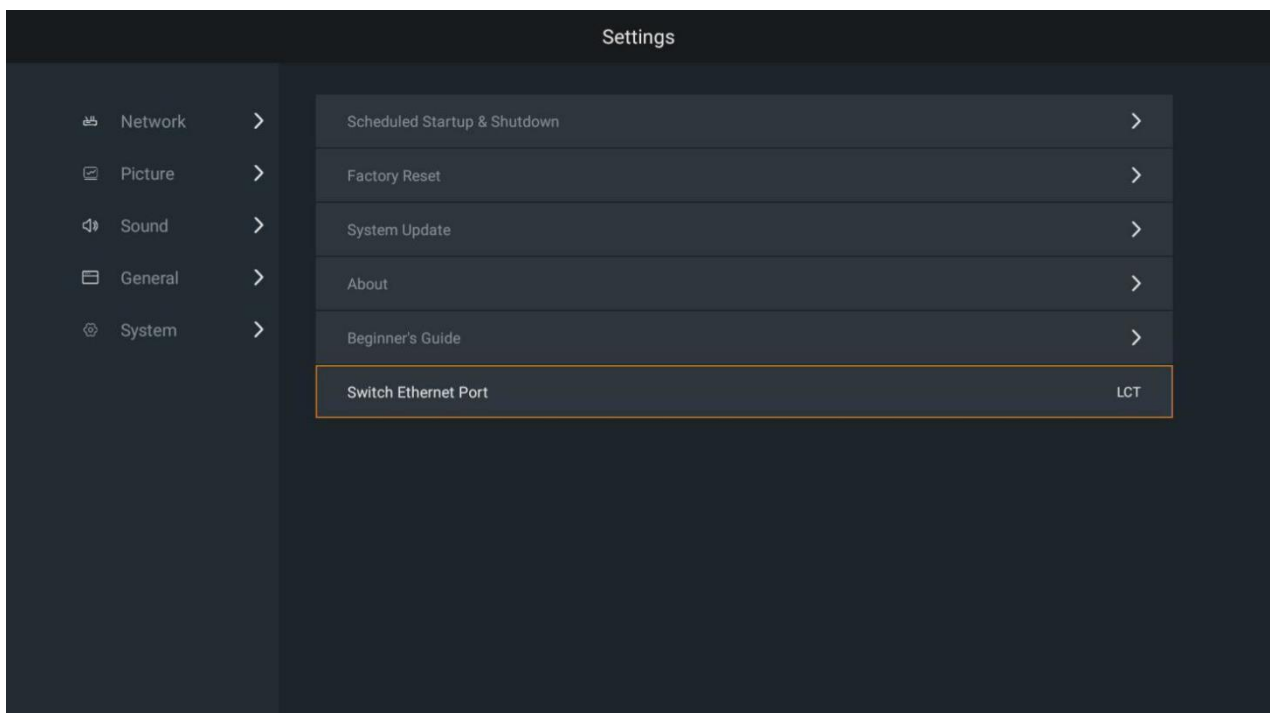 Settings
Network
Picture
Sound
General
System
Scheduled Startup & Shutdown
Factory Reset
System Update
About
Beginner's Guide
Switch Ethernet Port LCT